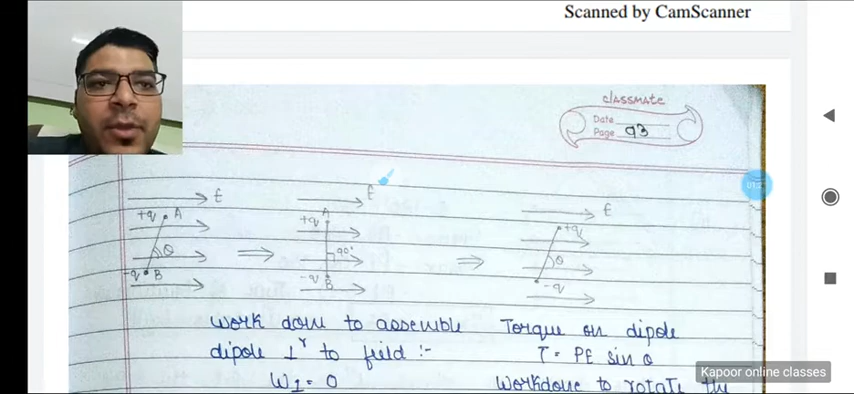 Scanned by CamScanner
classmate
Date
Page 93
E E E
+q A +q A +q
θ 90° θ
-q B -q B -q
⇒ ⇒
work done to assemble Torque on dipole
dipole ⊥r to field :- τ = PE sin θ
W1 = 0 Workdone to rotate the
Kapoor online classes